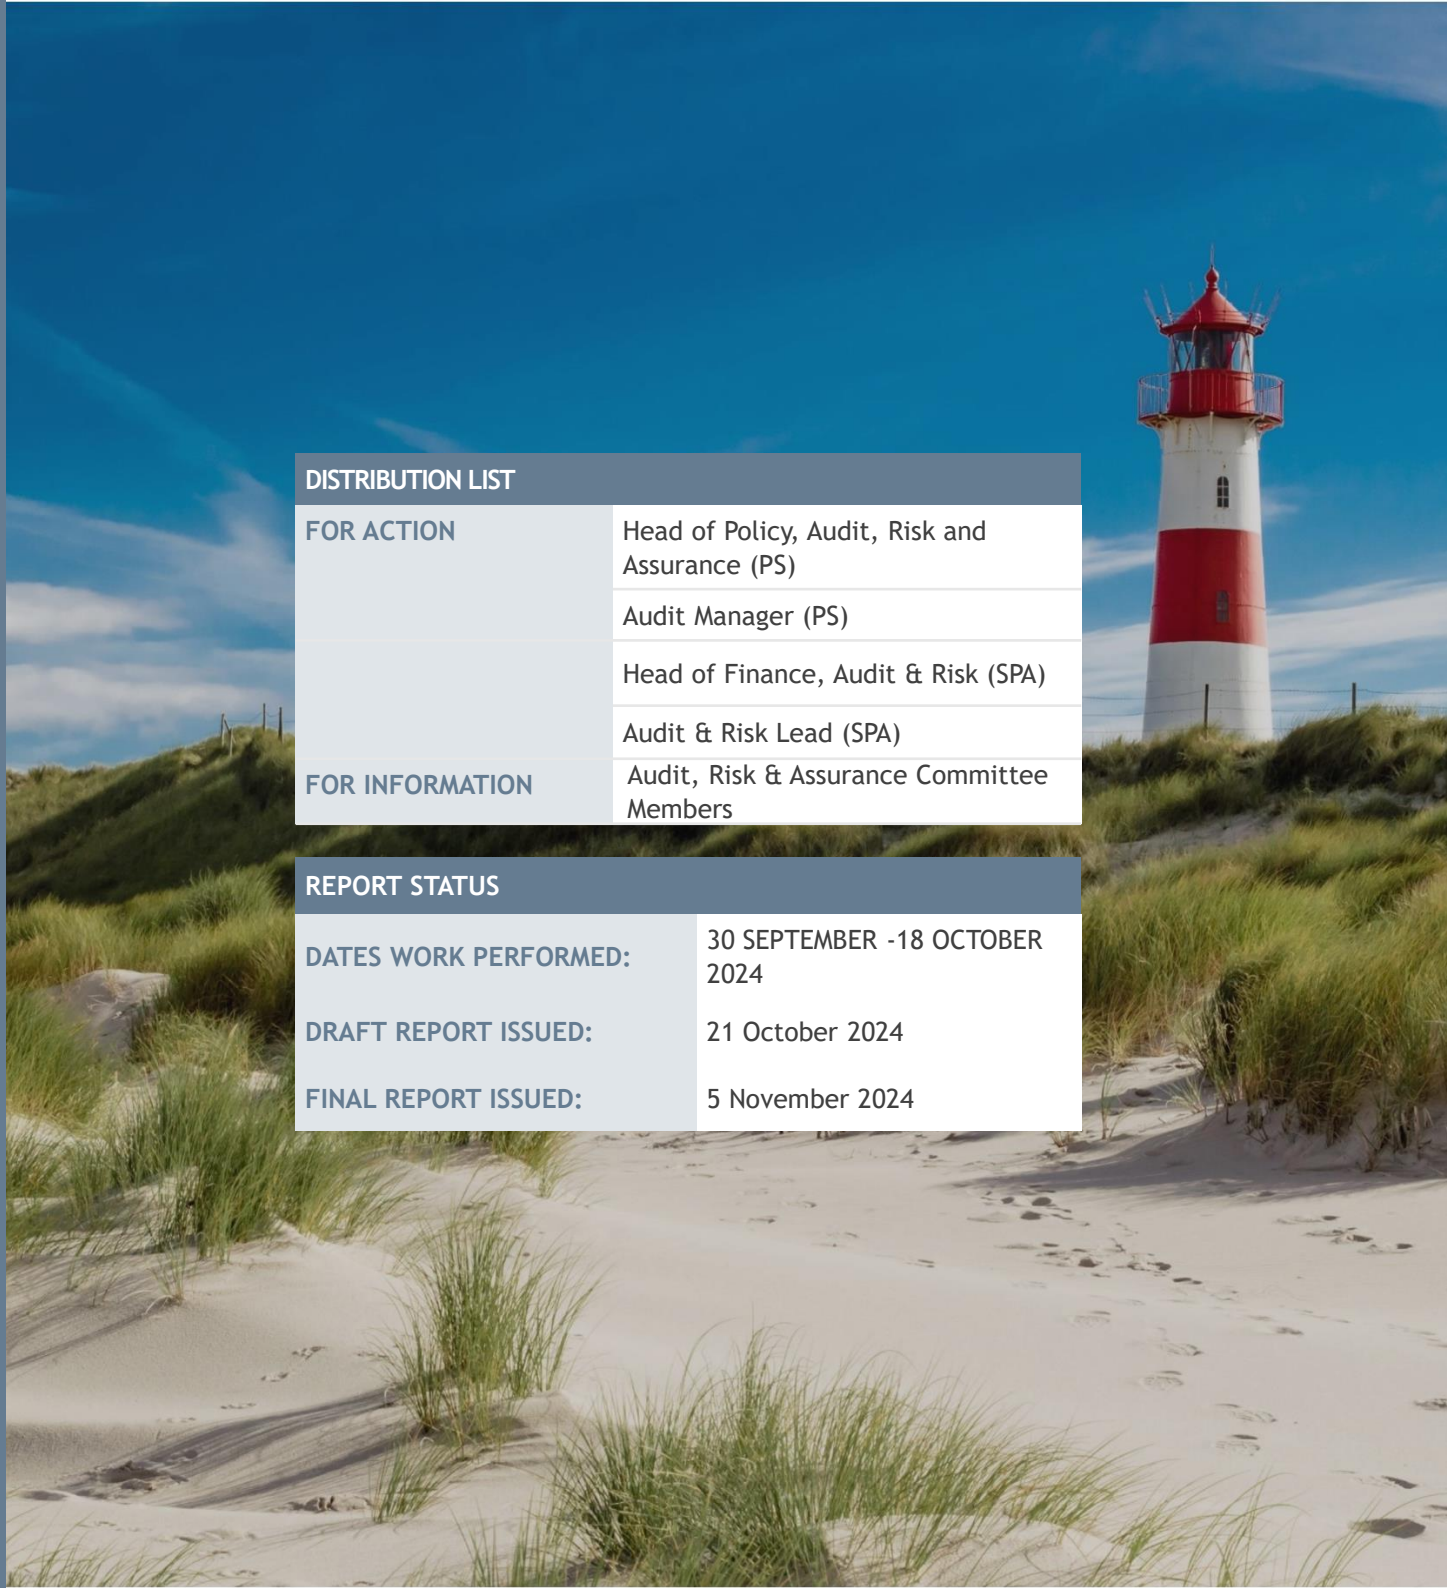 DISTRIBUTION LIST
FOR ACTION
Head of Policy, Audit, Risk and
Assurance (PS)
Audit Manager (PS)
Head of Finance, Audit & Risk (SPA)
Audit & Risk Lead (SPA)
FOR INFORMATION
Audit, Risk & Assurance Committee
Members
REPORT STATUS
DATES WORK PERFORMED:
30 SEPTEMBER -18 OCTOBER
2024
DRAFT REPORT ISSUED:
21 October 2024
FINAL REPORT ISSUED:
5 November 2024